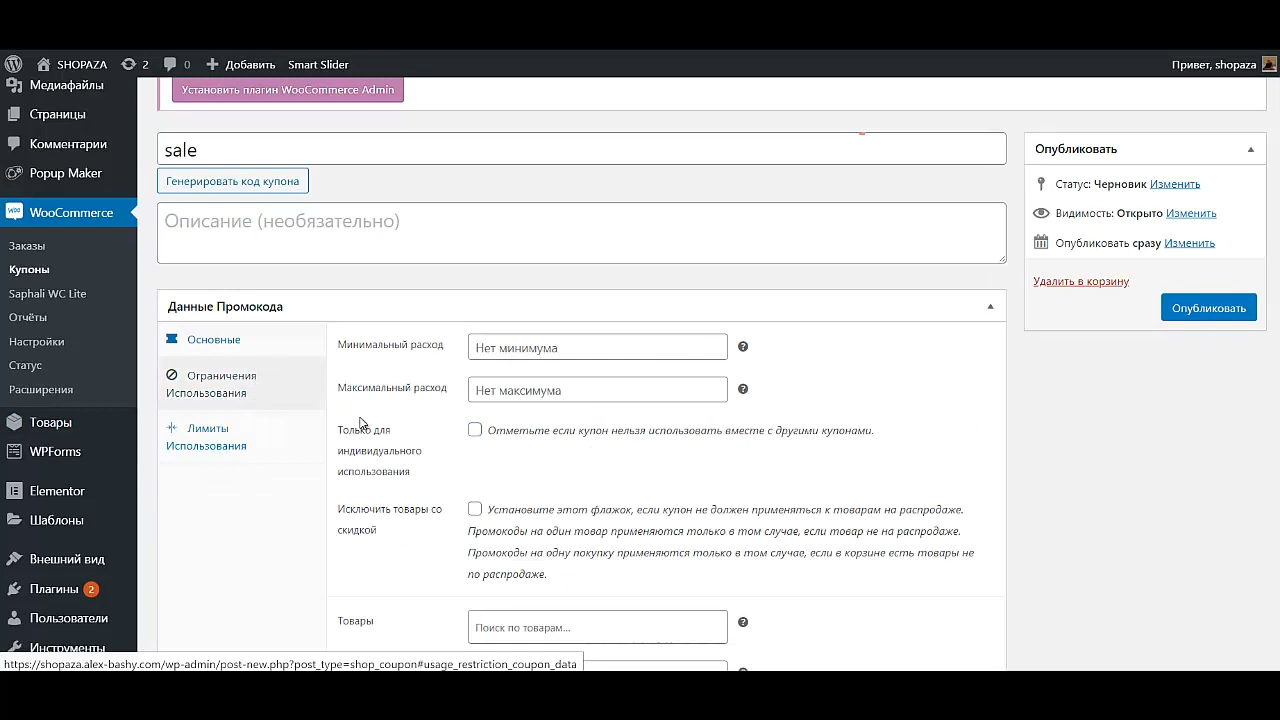 SHOPAZA 2 0 Добавить Smart Slider Привет, shopaza
Медиафайлы
Страницы
Комментарии
Popup Maker
WooCommerce
Заказы
Купоны
Saphali WC Lite
Отчёты
Настройки
Статус
Расширения
Товары
WPForms
Elementor
Шаблоны
Внешний вид
Плагины 2
Пользователи
Инструменты
Установить плагин WooCommerce Admin
sale
Генерировать код купона
Описание (необязательно)
Данные Промокода
Основные
Ограничения
Использования
Лимиты
Использования
Минимальный расход
Нет минимума
Максимальный расход
Нет максимума
Только для
индивидуального
использования
Отметьте если купон нельзя использовать вместе с другими купонами.
Исключить товары со
скидкой
Установите этот флажок, если купон не должен применяться к товарам на распродаже.
Промокоды на один товар применяются только в том случае, если товар не на распродаже.
Промокоды на одну покупку применяются только в том случае, если в корзине есть товары не
по распродаже.
Товары
Поиск по товарам...
Опубликовать
Статус: Черновик Изменить
Видимость: Открыто Изменить
Опубликовать сразу Изменить
Удалить в корзину
Опубликовать
https://shopaza.alex-bashy.com/wp-admin/post-new.php?post_type=shop_coupon#usage_restriction_coupon_data